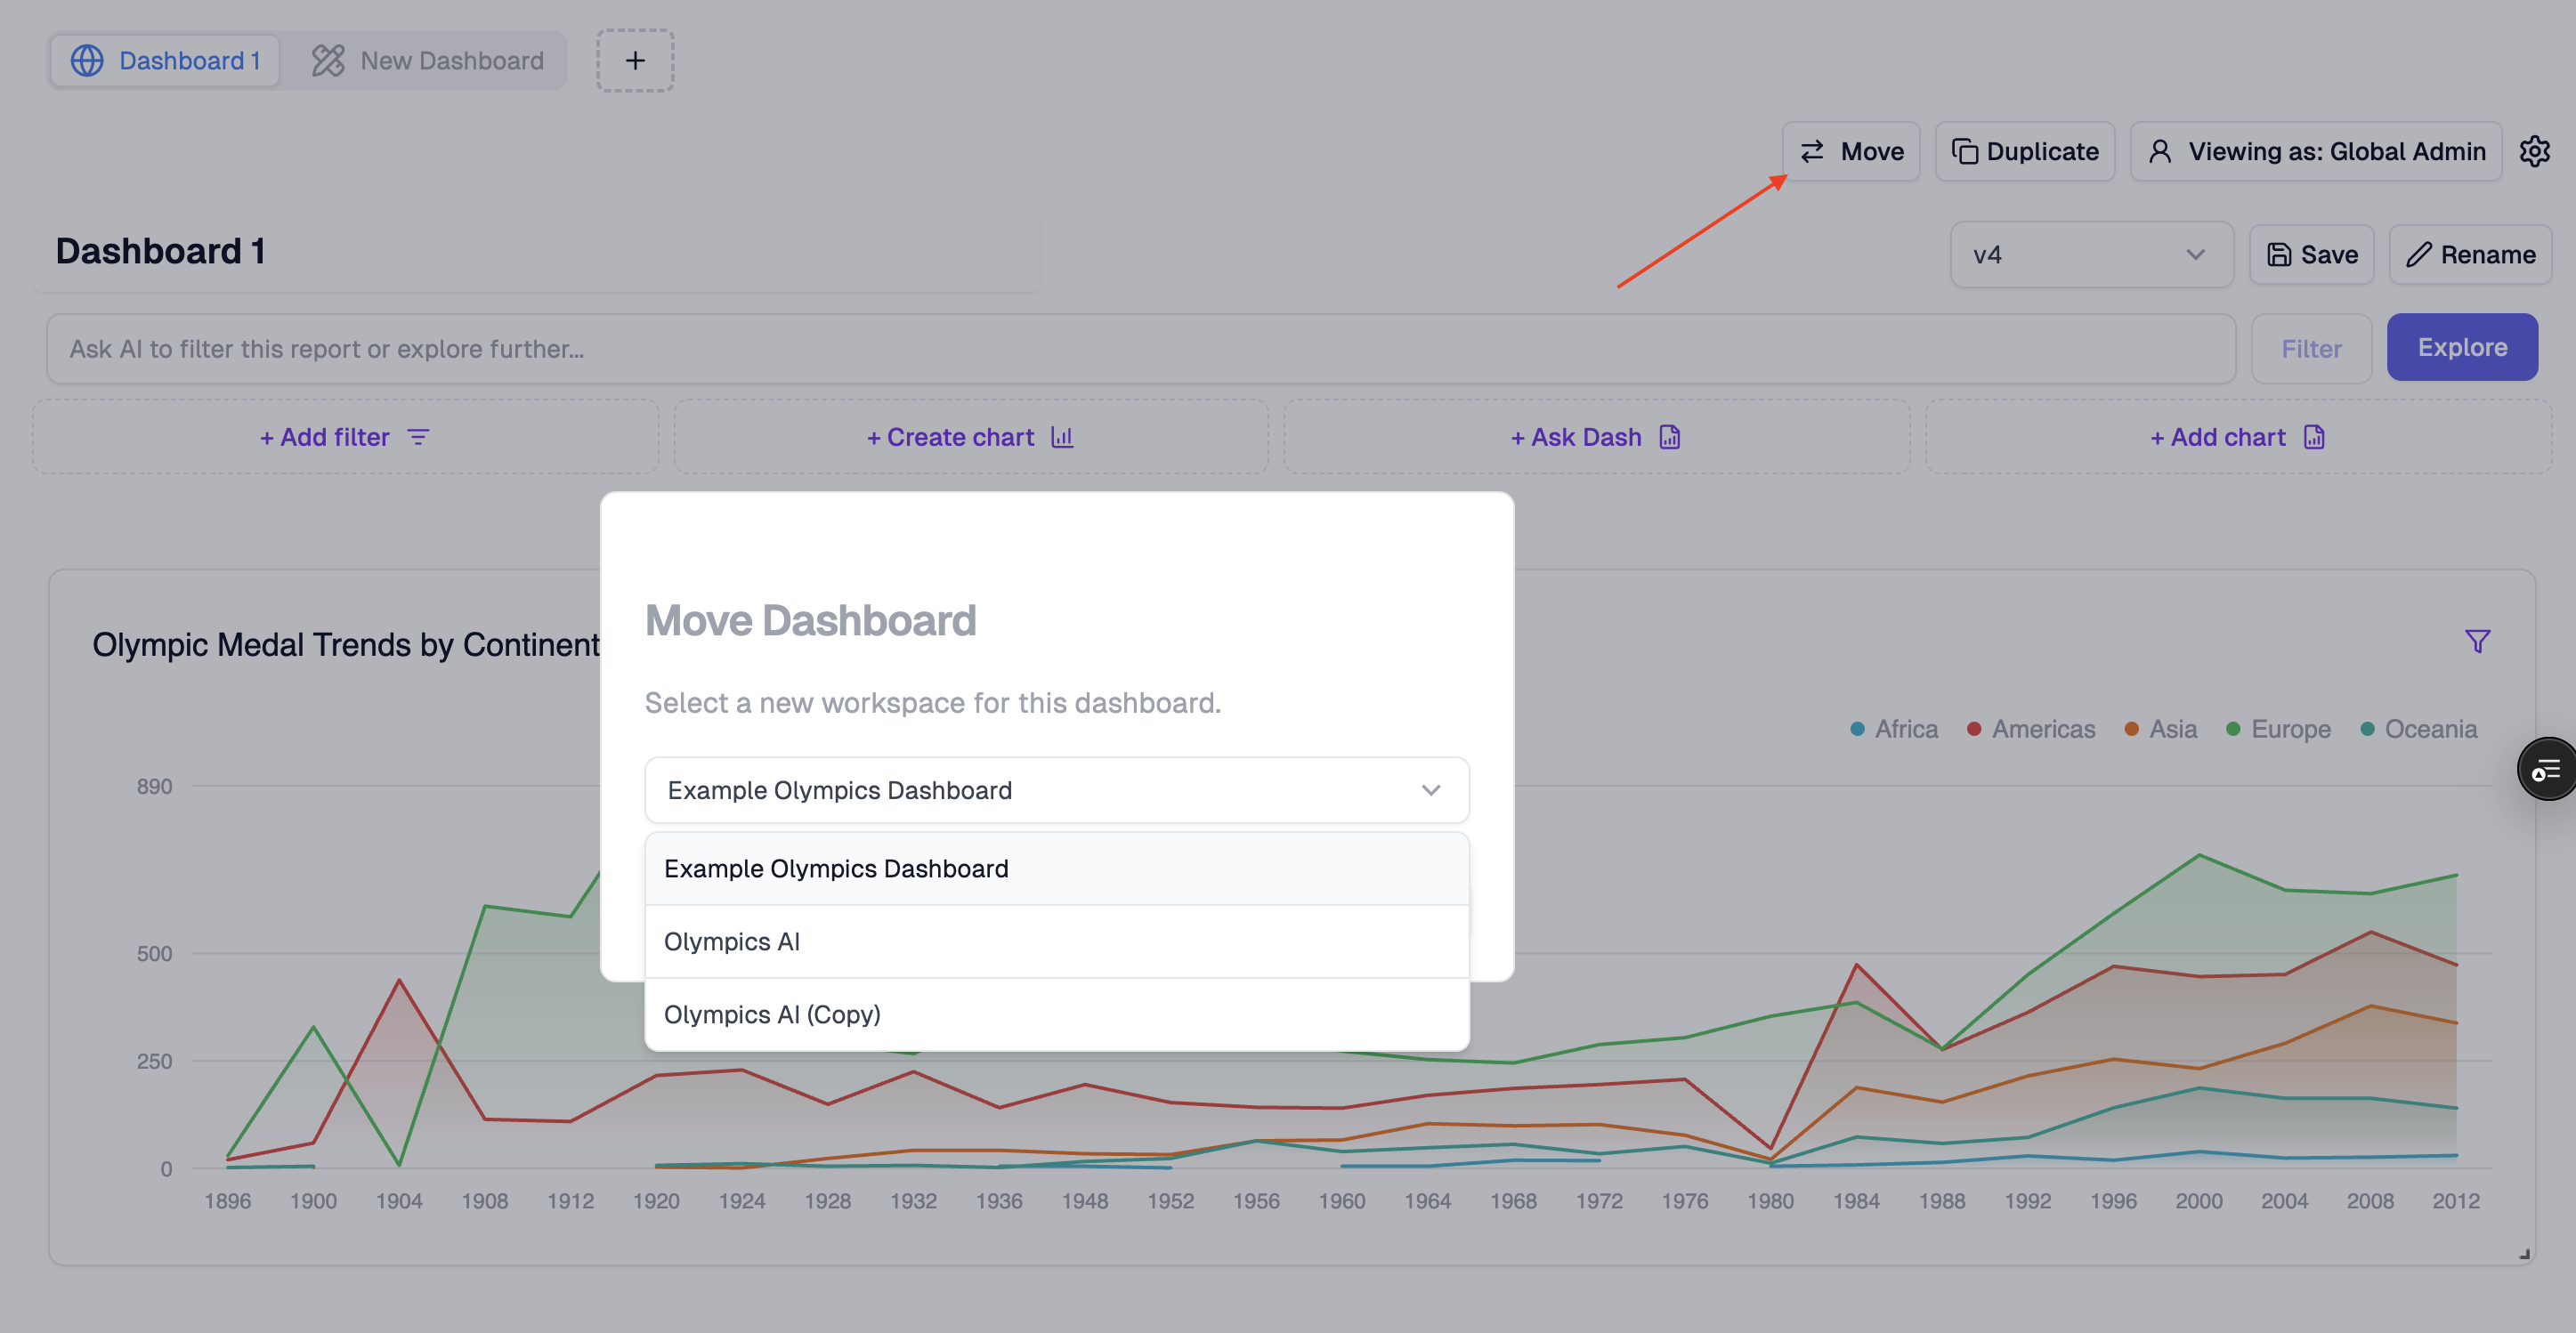 Dashboard 1 New Dashboard +
Move Duplicate Viewing as: Global Admin
Dashboard 1
v4 Save Rename
Ask AI to filter this report or explore further...
Filter Explore
+ Add filter + Create chart + Ask Dash + Add chart
Olympic Medal Trends by Continent
Move Dashboard
Select a new workspace for this dashboard.
Example Olympics Dashboard
Example Olympics Dashboard
Olympics AI
Olympics AI (Copy)
Africa Americas Asia Europe Oceania
890
500
250
0
1896 1900 1904 1908 1912 1920 1924 1928 1932 1936 1948 1952 1956 1960 1964 1968 1972 1976 1980 1984 1988 1992 1996 2000 2004 2008 2012